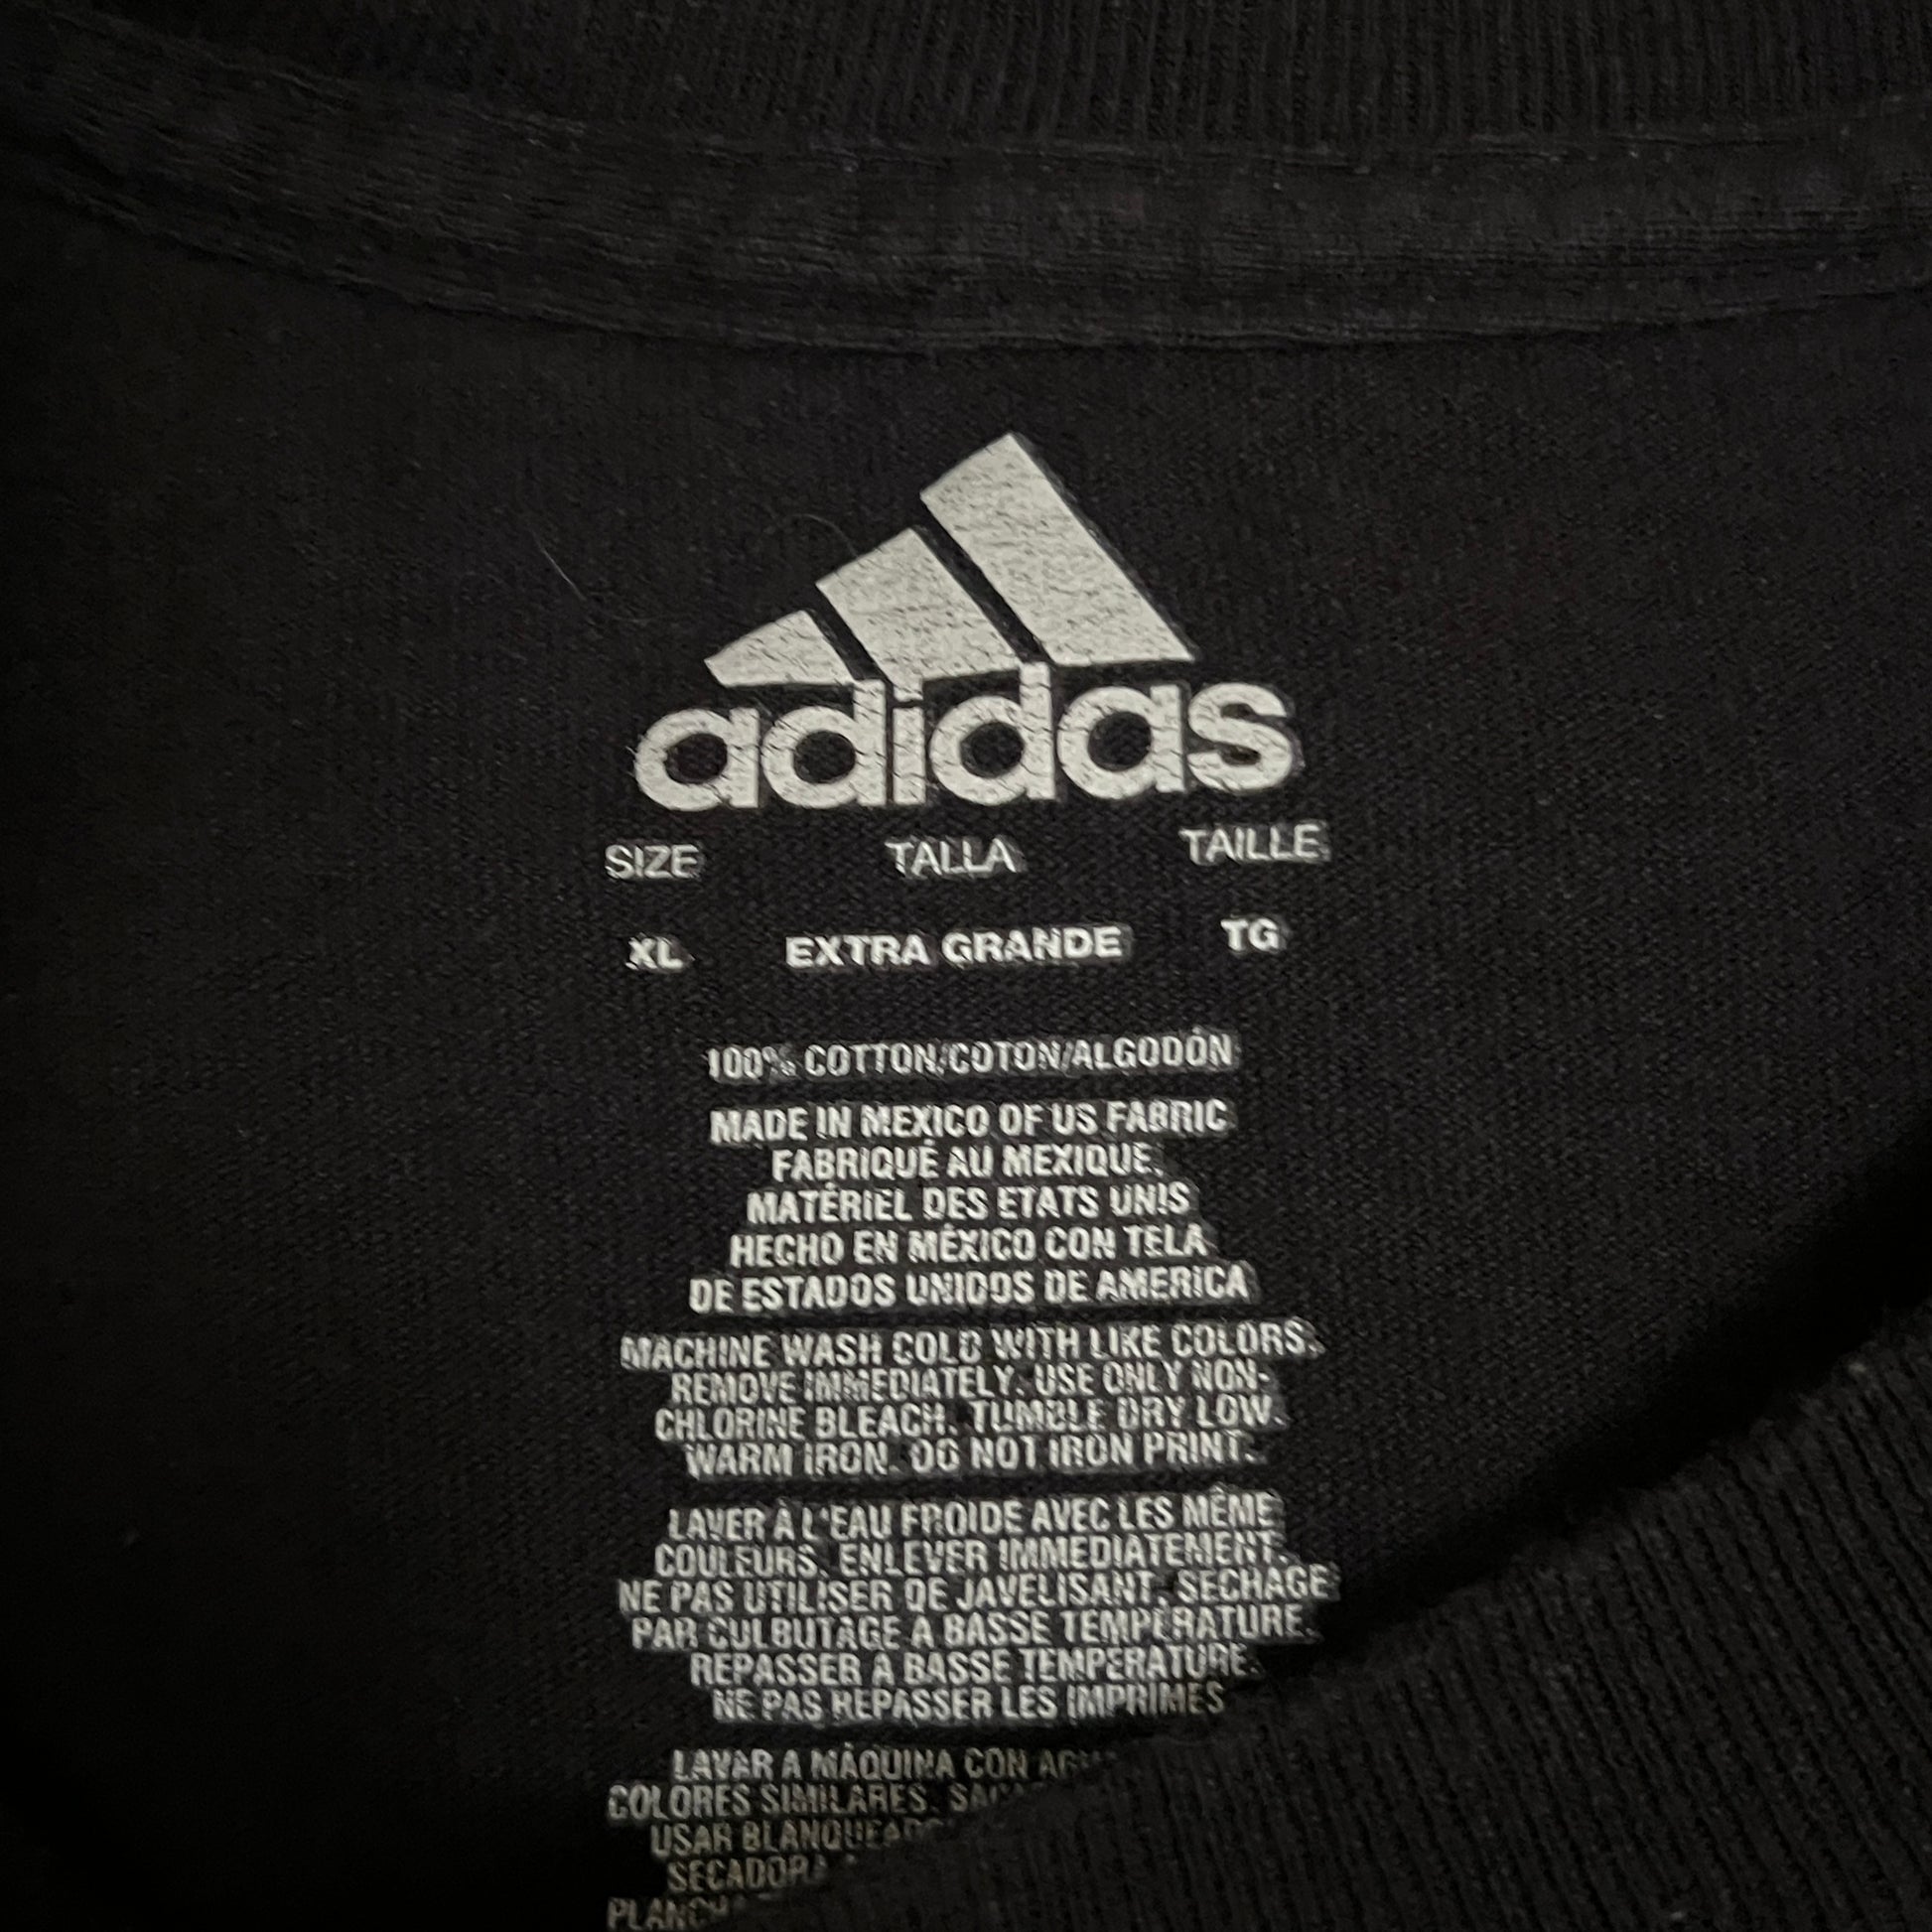 adidas
SIZE TALLA TAILLE
XL EXTRA GRANDE TG
100% COTTON/COTON/ALGODÓN
MADE IN MEXICO OF US FABRIC
FABRIQUÉ AU MEXIQUE,
MATÉRIEL DES ETATS UNIS
HECHO EN MÉXICO CON TELA
DE ESTADOS UNIDOS DE AMERICA
MACHINE WASH COLD WITH LIKE COLORS.
REMOVE IMMEDIATELY. USE ONLY NON-
CHLORINE BLEACH. TUMBLE DRY LOW.
WARM IRON. DO NOT IRON PRINT.
LAVER À L'EAU FROIDE AVEC LES MÊME
COULEURS. ENLEVER IMMEDIATEMENT.
NE PAS UTILISER DE JAVELISANT. SECHAGE
PAR CULBUTAGE A BASSE TEMPERATURE.
REPASSER A BASSE TEMPERATURE.
NE PAS REPASSER LES IMPRIMES
LAVAR A MÁQUINA CON
COLORES SIMILARES.
USAR
SECADORA